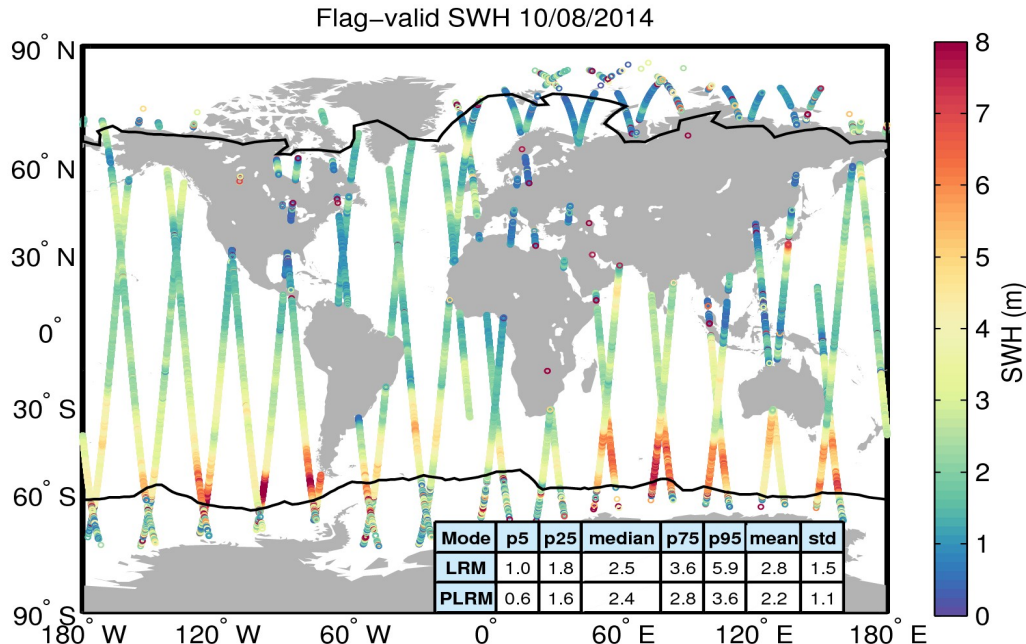 Flag−valid SWH 10/08/2014
90° N
60° N
30° N
0°
30° S
60° S
90° S
180° W
120° W
60° W
0°
60° E
120° E
180° E
Mode p5 p25 median p75 p95 mean std
LRM 1.0 1.8 2.5 3.6 5.9 2.8 1.5
PLRM 0.6 1.6 2.4 2.8 3.6 2.2 1.1
8
7
6
5
4
3
2
1
0
SWH (m)